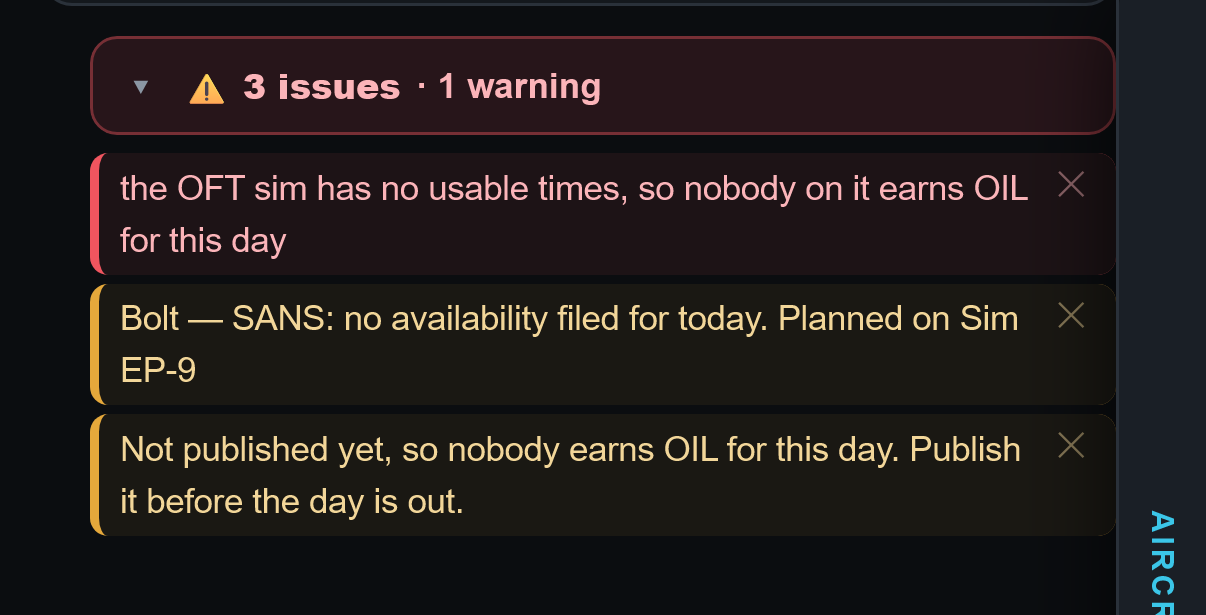 ▼ ⚠️ 3 issues · 1 warning
the OFT sim has no usable times, so nobody on it earns OIL
for this day
Bolt — SANS: no availability filed for today. Planned on Sim
EP-9
Not published yet, so nobody earns OIL for this day. Publish
it before the day is out.
AIRCR